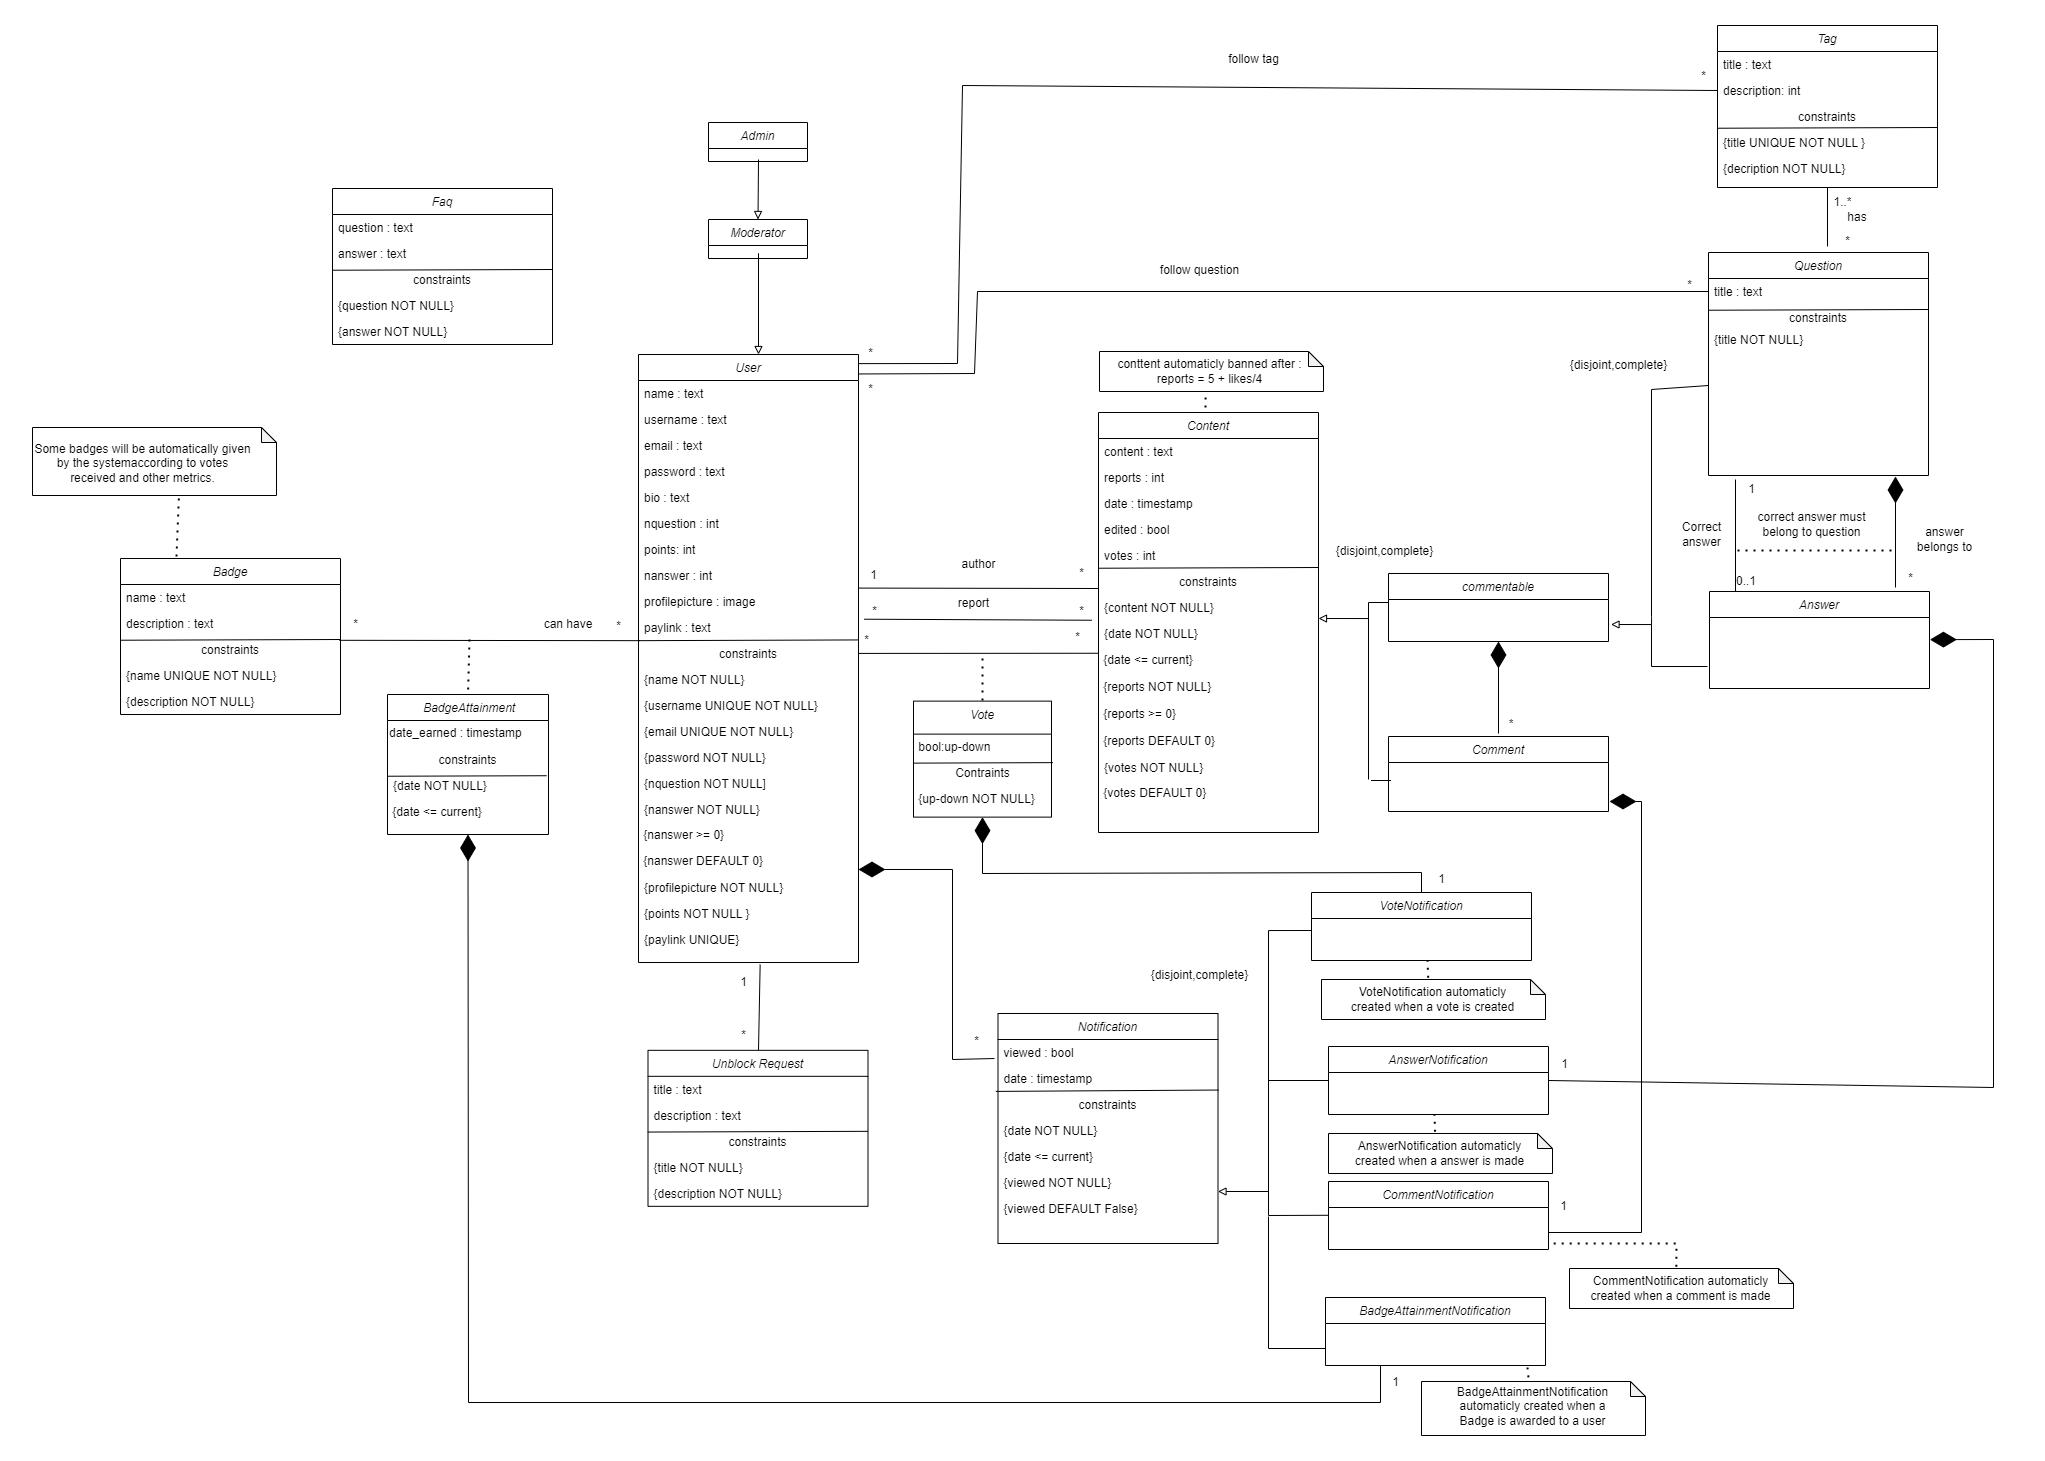 Tag
title : text
description: int
constraints
{title UNIQUE NOT NULL }
{decription NOT NULL}
follow tag
*
*
1..*
has
*
Admin
Moderator
Faq
question : text
answer : text
constraints
{question NOT NULL}
{answer NOT NULL}
follow question
*
*
Question
title : text
constraints
{title NOT NULL}
{disjoint,complete}
conttent automaticly banned after :
reports = 5 + likes/4
User
name : text
username : text
email : text
password : text
bio : text
nquestion : int
points: int
nanswer : int
profilepicture : image
paylink : text
constraints
{name NOT NULL}
{username UNIQUE NOT NULL}
{email UNIQUE NOT NULL}
{password NOT NULL}
{nquestion NOT NULL]
{nanswer NOT NULL}
{nanswer >= 0}
{nanswer DEFAULT 0}
{profilepicture NOT NULL}
{points NOT NULL }
{paylink UNIQUE}
Some badges will be automatically given
by the systemaccording to votes
received and other metrics.
Badge
name : text
description : text
constraints
{name UNIQUE NOT NULL}
{description NOT NULL}
*
can have
*
BadgeAttainment
date_earned : timestamp
constraints
{date NOT NULL}
{date <= current}
1
author
*
*
report
*
*
*
Content
content : text
reports : int
date : timestamp
edited : bool
votes : int
constraints
{content NOT NULL}
{date NOT NULL}
{date <= current}
{reports NOT NULL}
{reports >= 0}
{reports DEFAULT 0}
{votes NOT NULL}
{votes DEFAULT 0}
Vote
bool:up-down
Contraints
{up-down NOT NULL}
{disjoint,complete}
commentable
*
Comment
1
Correct
answer
correct answer must
belong to question
answer
belongs to
0..1
*
Answer
1
VoteNotification
VoteNotification automaticly
created when a vote is created
{disjoint,complete}
1
*
Unblock Request
title : text
description : text
constraints
{title NOT NULL}
{description NOT NULL}
*
Notification
viewed : bool
date : timestamp
constraints
{date NOT NULL}
{date <= current}
{viewed NOT NULL}
{viewed DEFAULT False}
AnswerNotification
1
AnswerNotification automaticly
created when a answer is made
CommentNotification
1
CommentNotification automaticly
created when a comment is made
BadgeAttainmentNotification
1
BadgeAttainmentNotification
automaticly created when a
Badge is awarded to a user